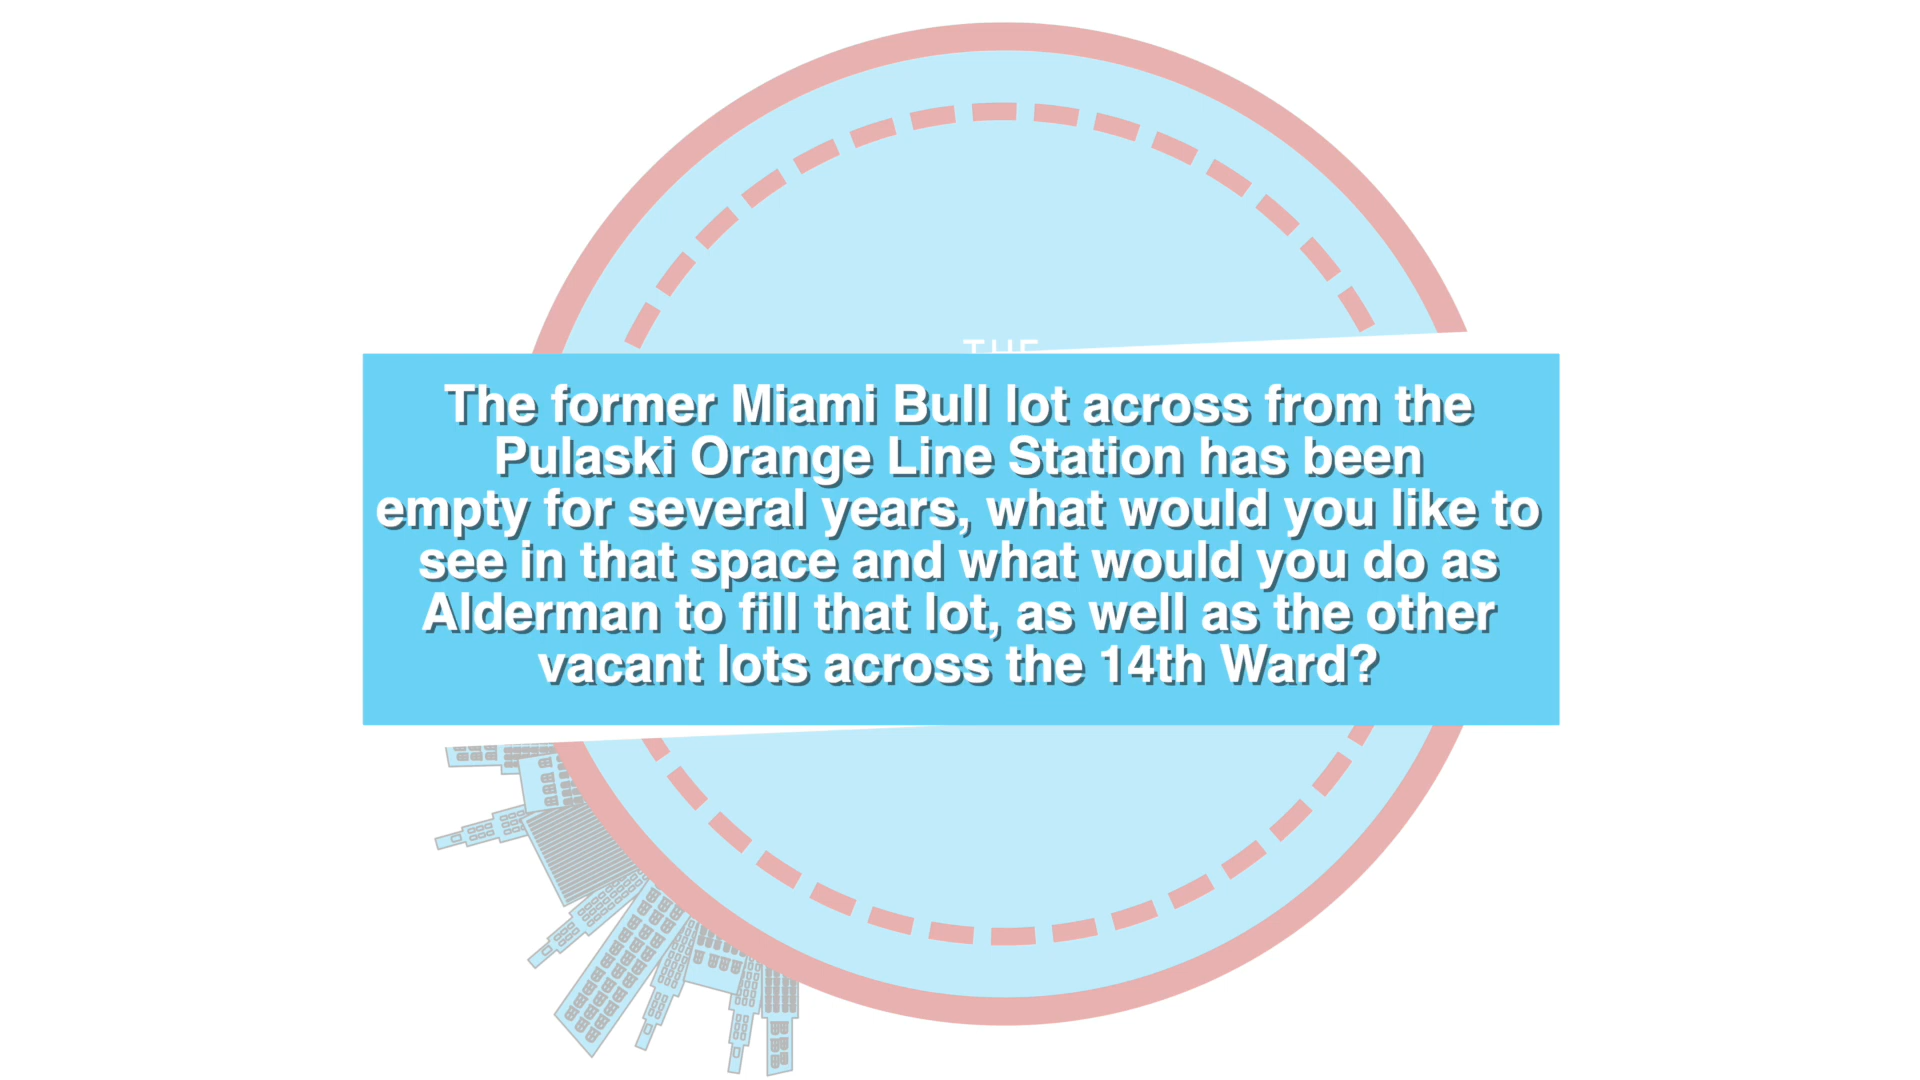 THE
The former Miami Bull lot across from the
Pulaski Orange Line Station has been
empty for several years, what would you like to
see in that space and what would you do as
Alderman to fill that lot, as well as the other
vacant lots across the 14th Ward?